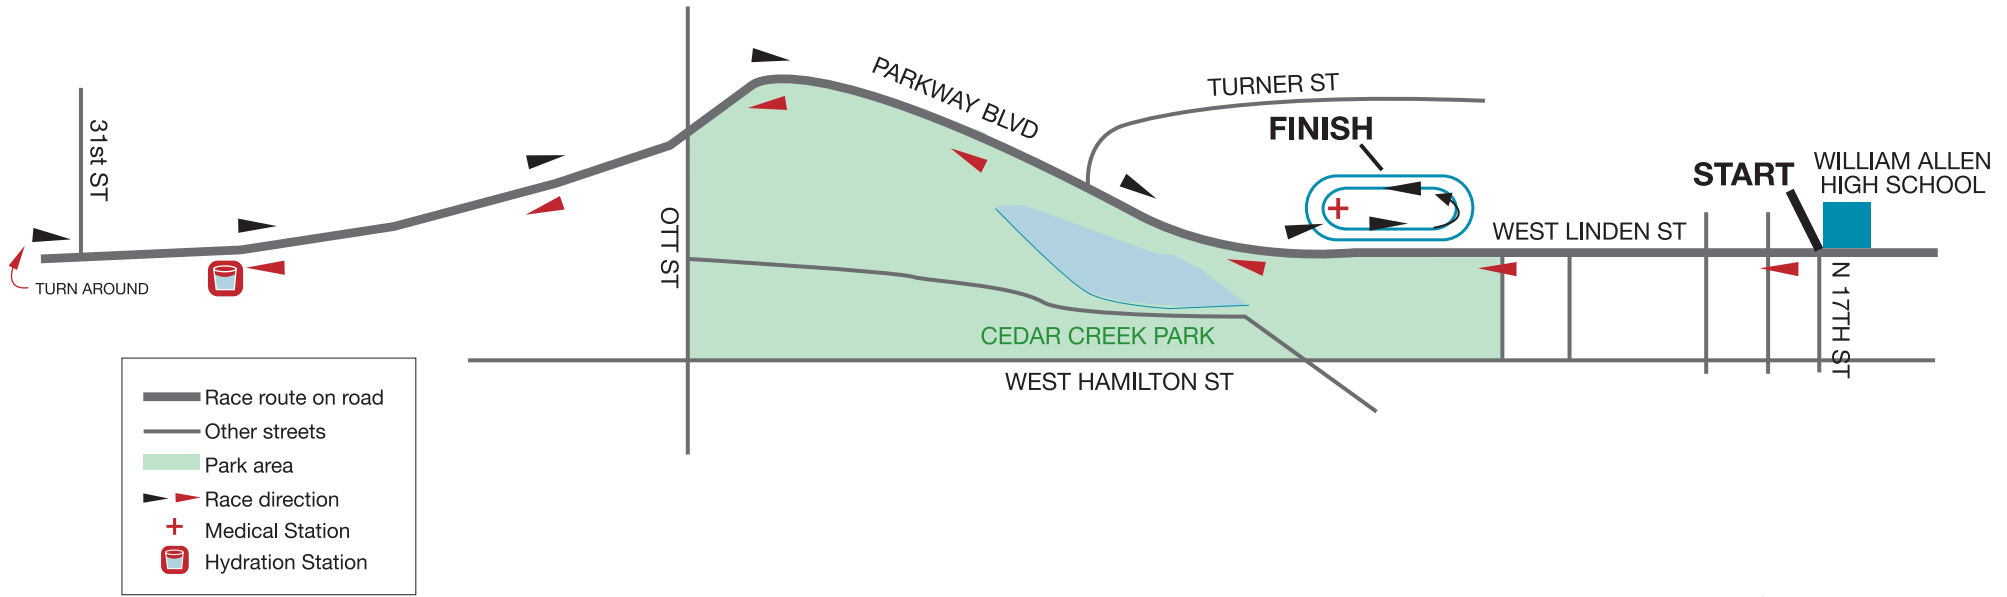 PARKWAY BLVD
TURNER ST
FINISH
START
WILLIAM ALLEN
HIGH SCHOOL
31st ST
OTT ST
WEST LINDEN ST
N 17TH ST
TURN AROUND
CEDAR CREEK PARK
WEST HAMILTON ST
Race route on road
Other streets
Park area
Race direction
Medical Station
Hydration Station